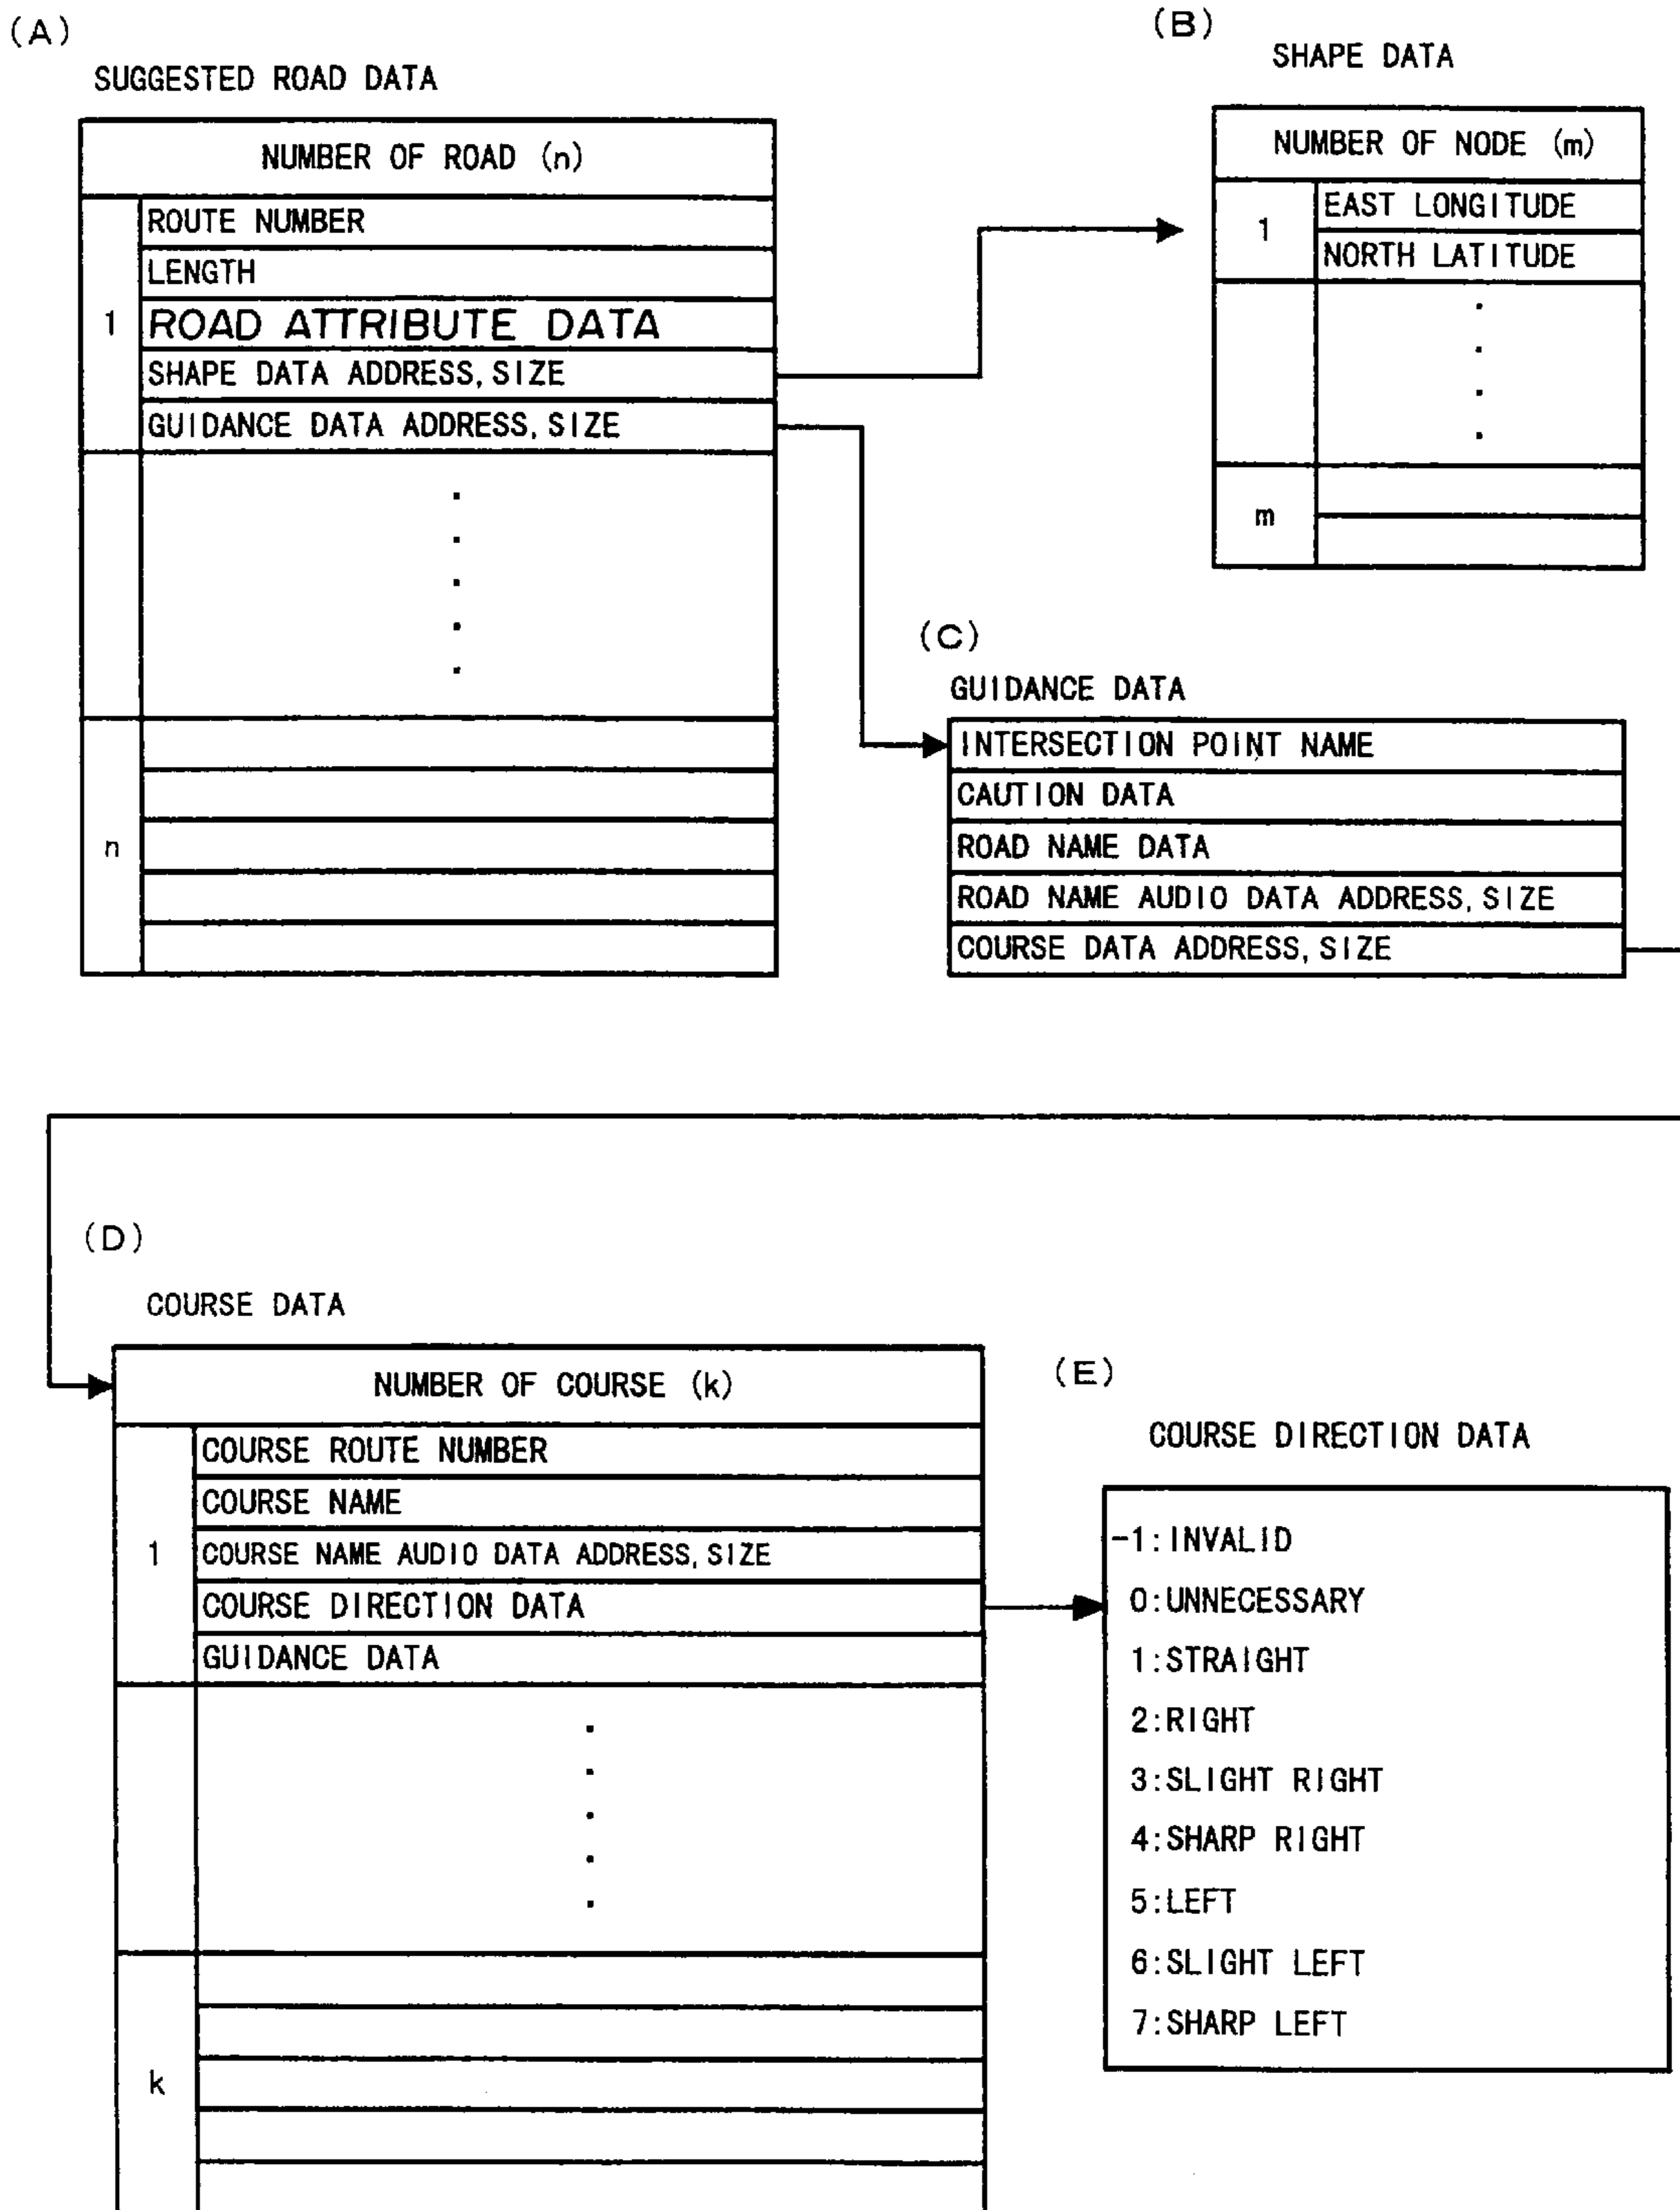 (A)
SUGGESTED ROAD DATA
NUMBER OF ROAD (n)
1
ROUTE NUMBER
LENGTH
ROAD ATTRIBUTE DATA
SHAPE DATA ADDRESS, SIZE
GUIDANCE DATA ADDRESS, SIZE
n
(B)
SHAPE DATA
NUMBER OF NODE (m)
1
EAST LONGITUDE
NORTH LATITUDE
m
(C)
GUIDANCE DATA
INTERSECTION POINT NAME
CAUTION DATA
ROAD NAME DATA
ROAD NAME AUDIO DATA ADDRESS, SIZE
COURSE DATA ADDRESS, SIZE
(D)
COURSE DATA
NUMBER OF COURSE (k)
1
COURSE ROUTE NUMBER
COURSE NAME
COURSE NAME AUDIO DATA ADDRESS, SIZE
COURSE DIRECTION DATA
GUIDANCE DATA
k
(E)
COURSE DIRECTION DATA
-1:INVALID
0:UNNECESSARY
1:STRAIGHT
2:RIGHT
3:SLIGHT RIGHT
4:SHARP RIGHT
5:LEFT
6:SLIGHT LEFT
7:SHARP LEFT